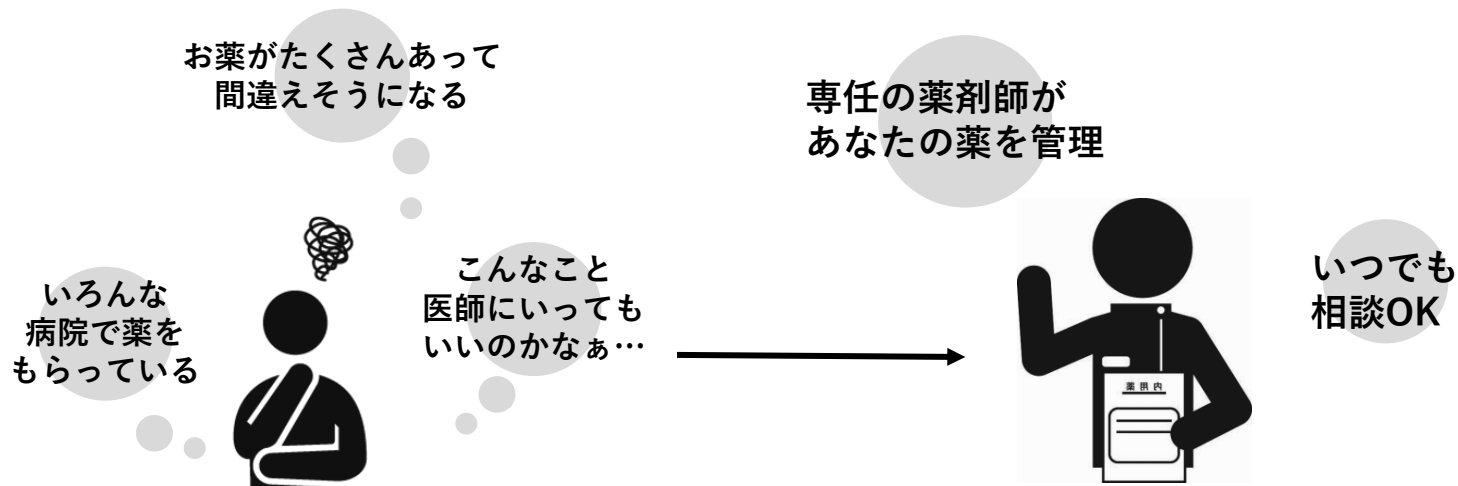 お薬がたくさんあって
間違えそうになる
いろんな
病院で薬を
もらっている
こんなこと
医師にいっても
いいのかなぁ…
専任の薬剤師が
あなたの薬を管理
いつでも
相談OK
内用薬